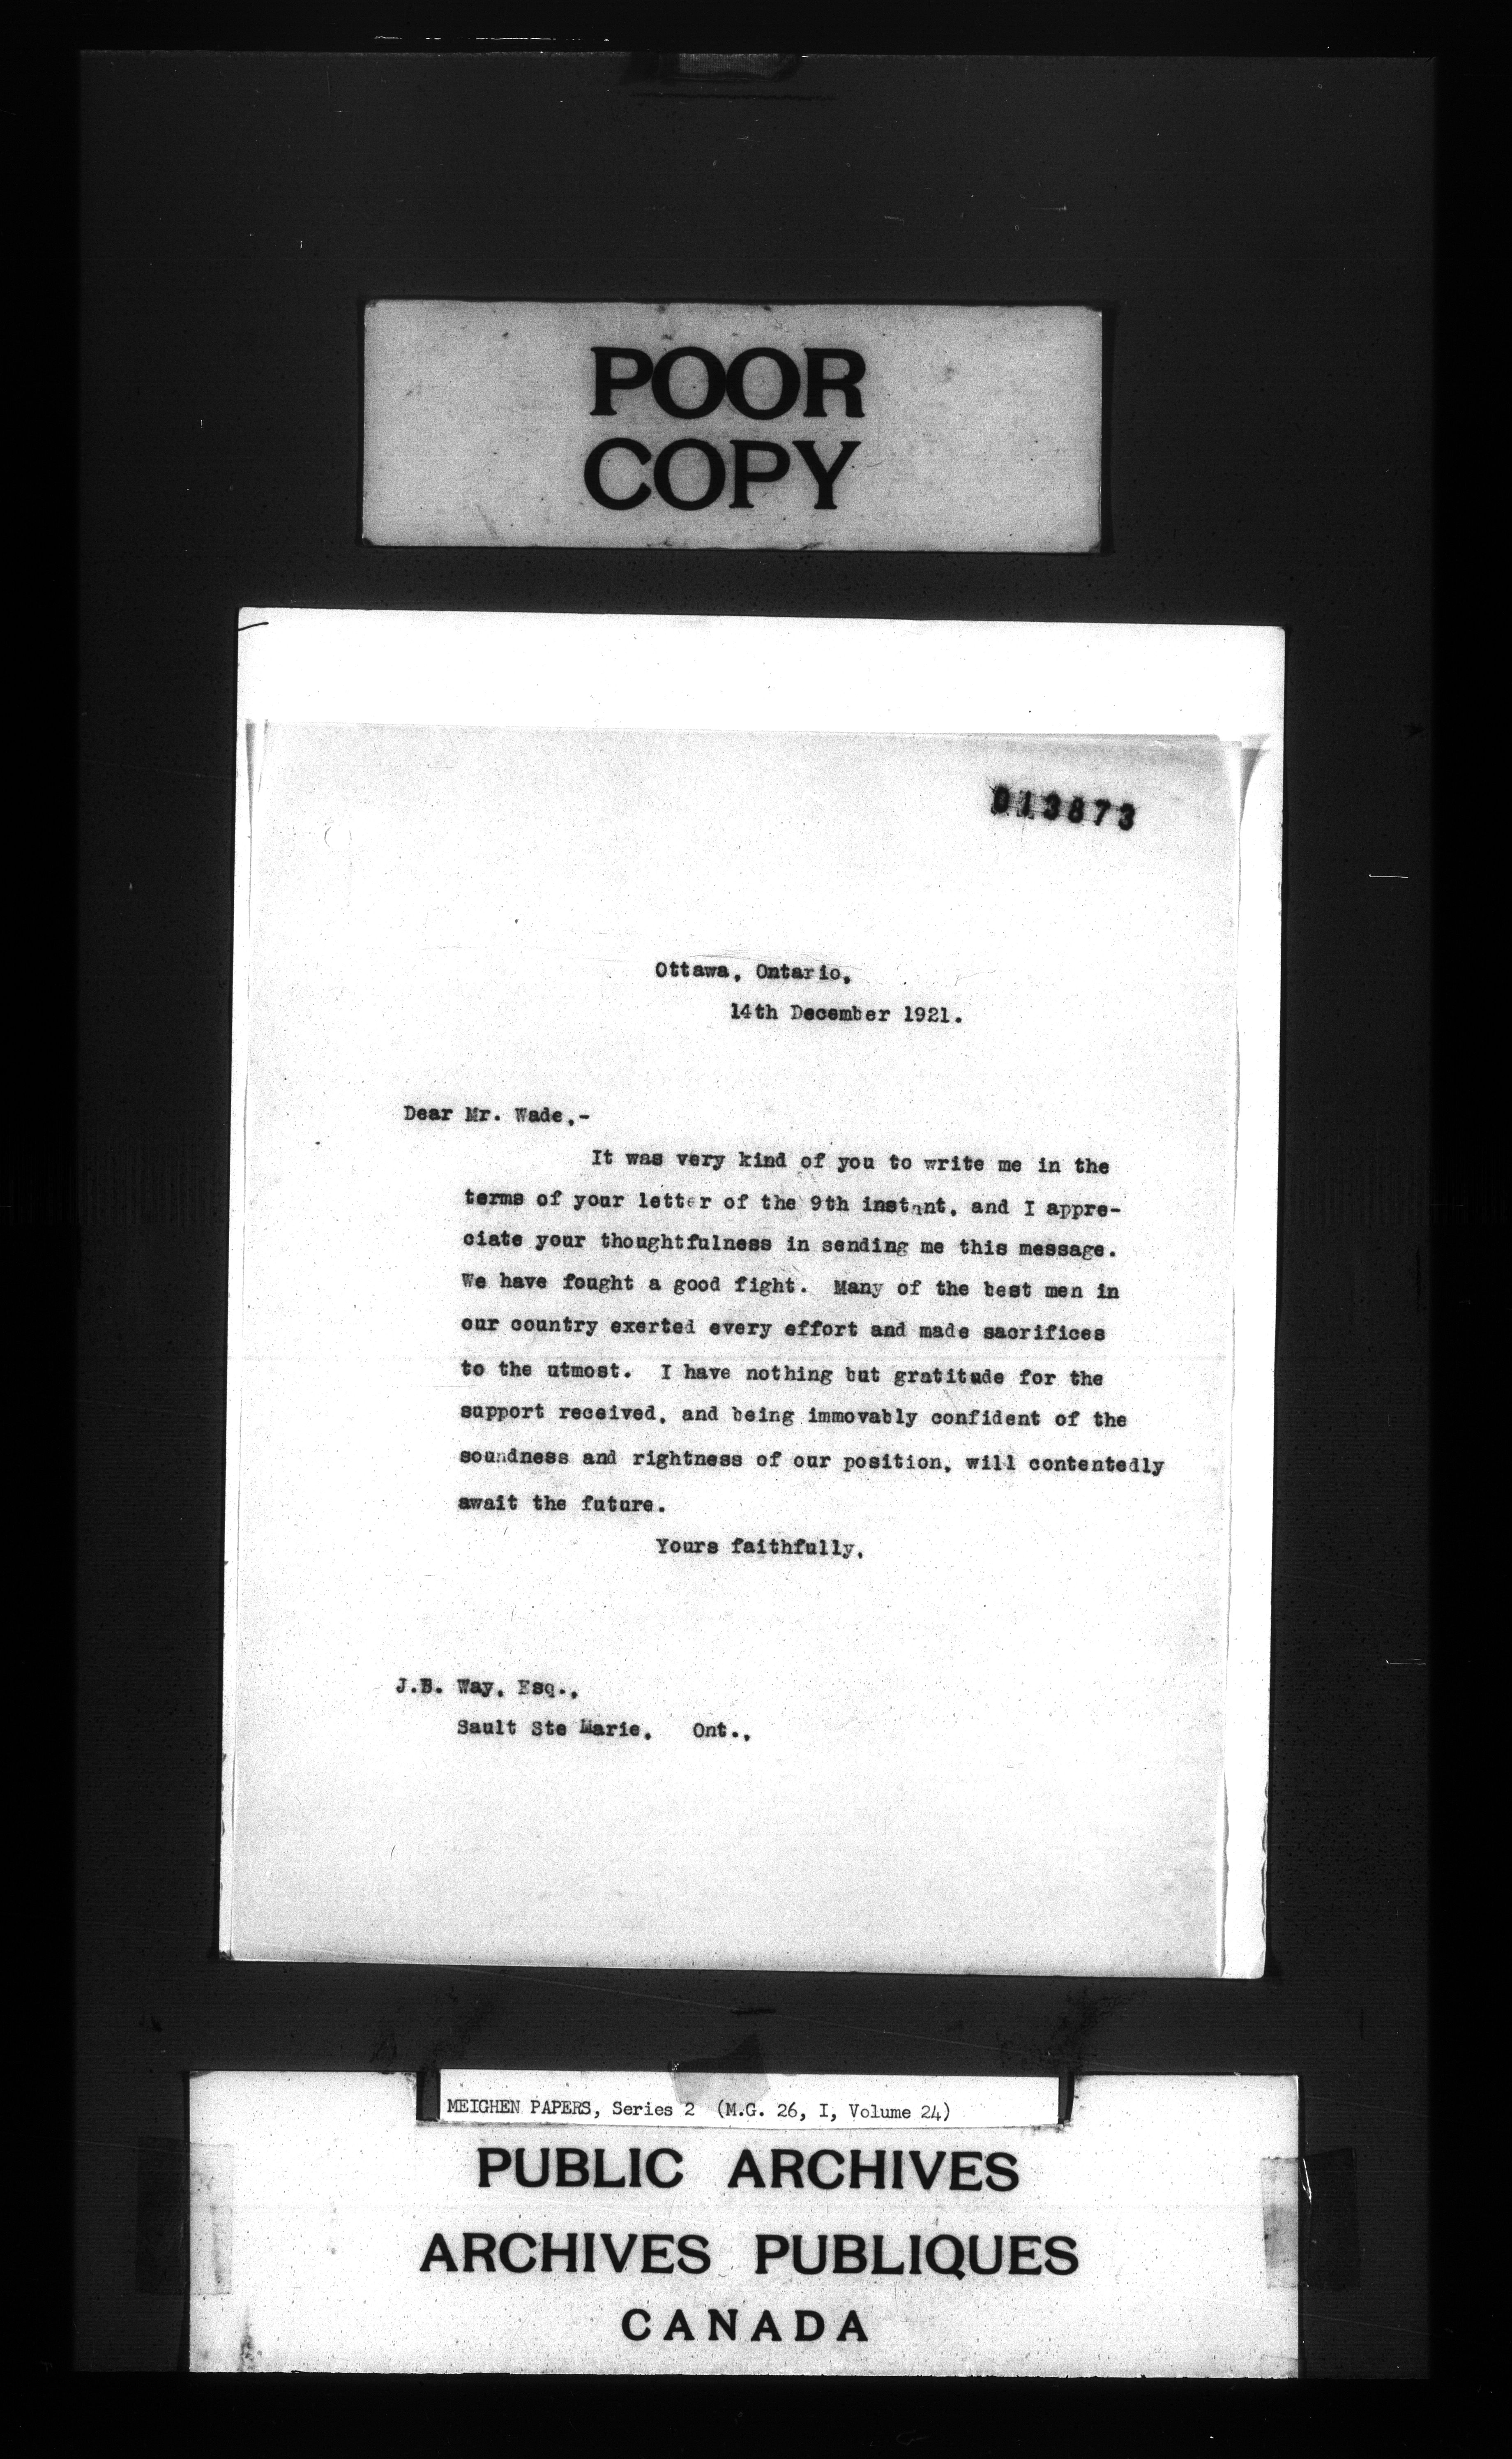 POOR
COPY
013873
Ottawa, Ontario,
14th December 1921.
Dear Mr. Wade,-
It was very kind of you to write me in the
terms of your letter of the 9th instant, and I appre-
ciate your thoughtfulness in sending me this message.
We have fought a good fight. Many of the best men in
our country exerted every effort and made sacrifices
to the utmost. I have nothing but gratitude for the
support received, and being immovably confident of the
soundness and rightness of our position, will contentedly
await the future.
Yours faithfully,
J.B. Way, Esq.,
Sault Ste Marie, Ont.,
MEIGHEN PAPERS, Series 2 (M.G. 26, I, Volume 24)
PUBLIC ARCHIVES
ARCHIVES PUBLIQUES
CANADA